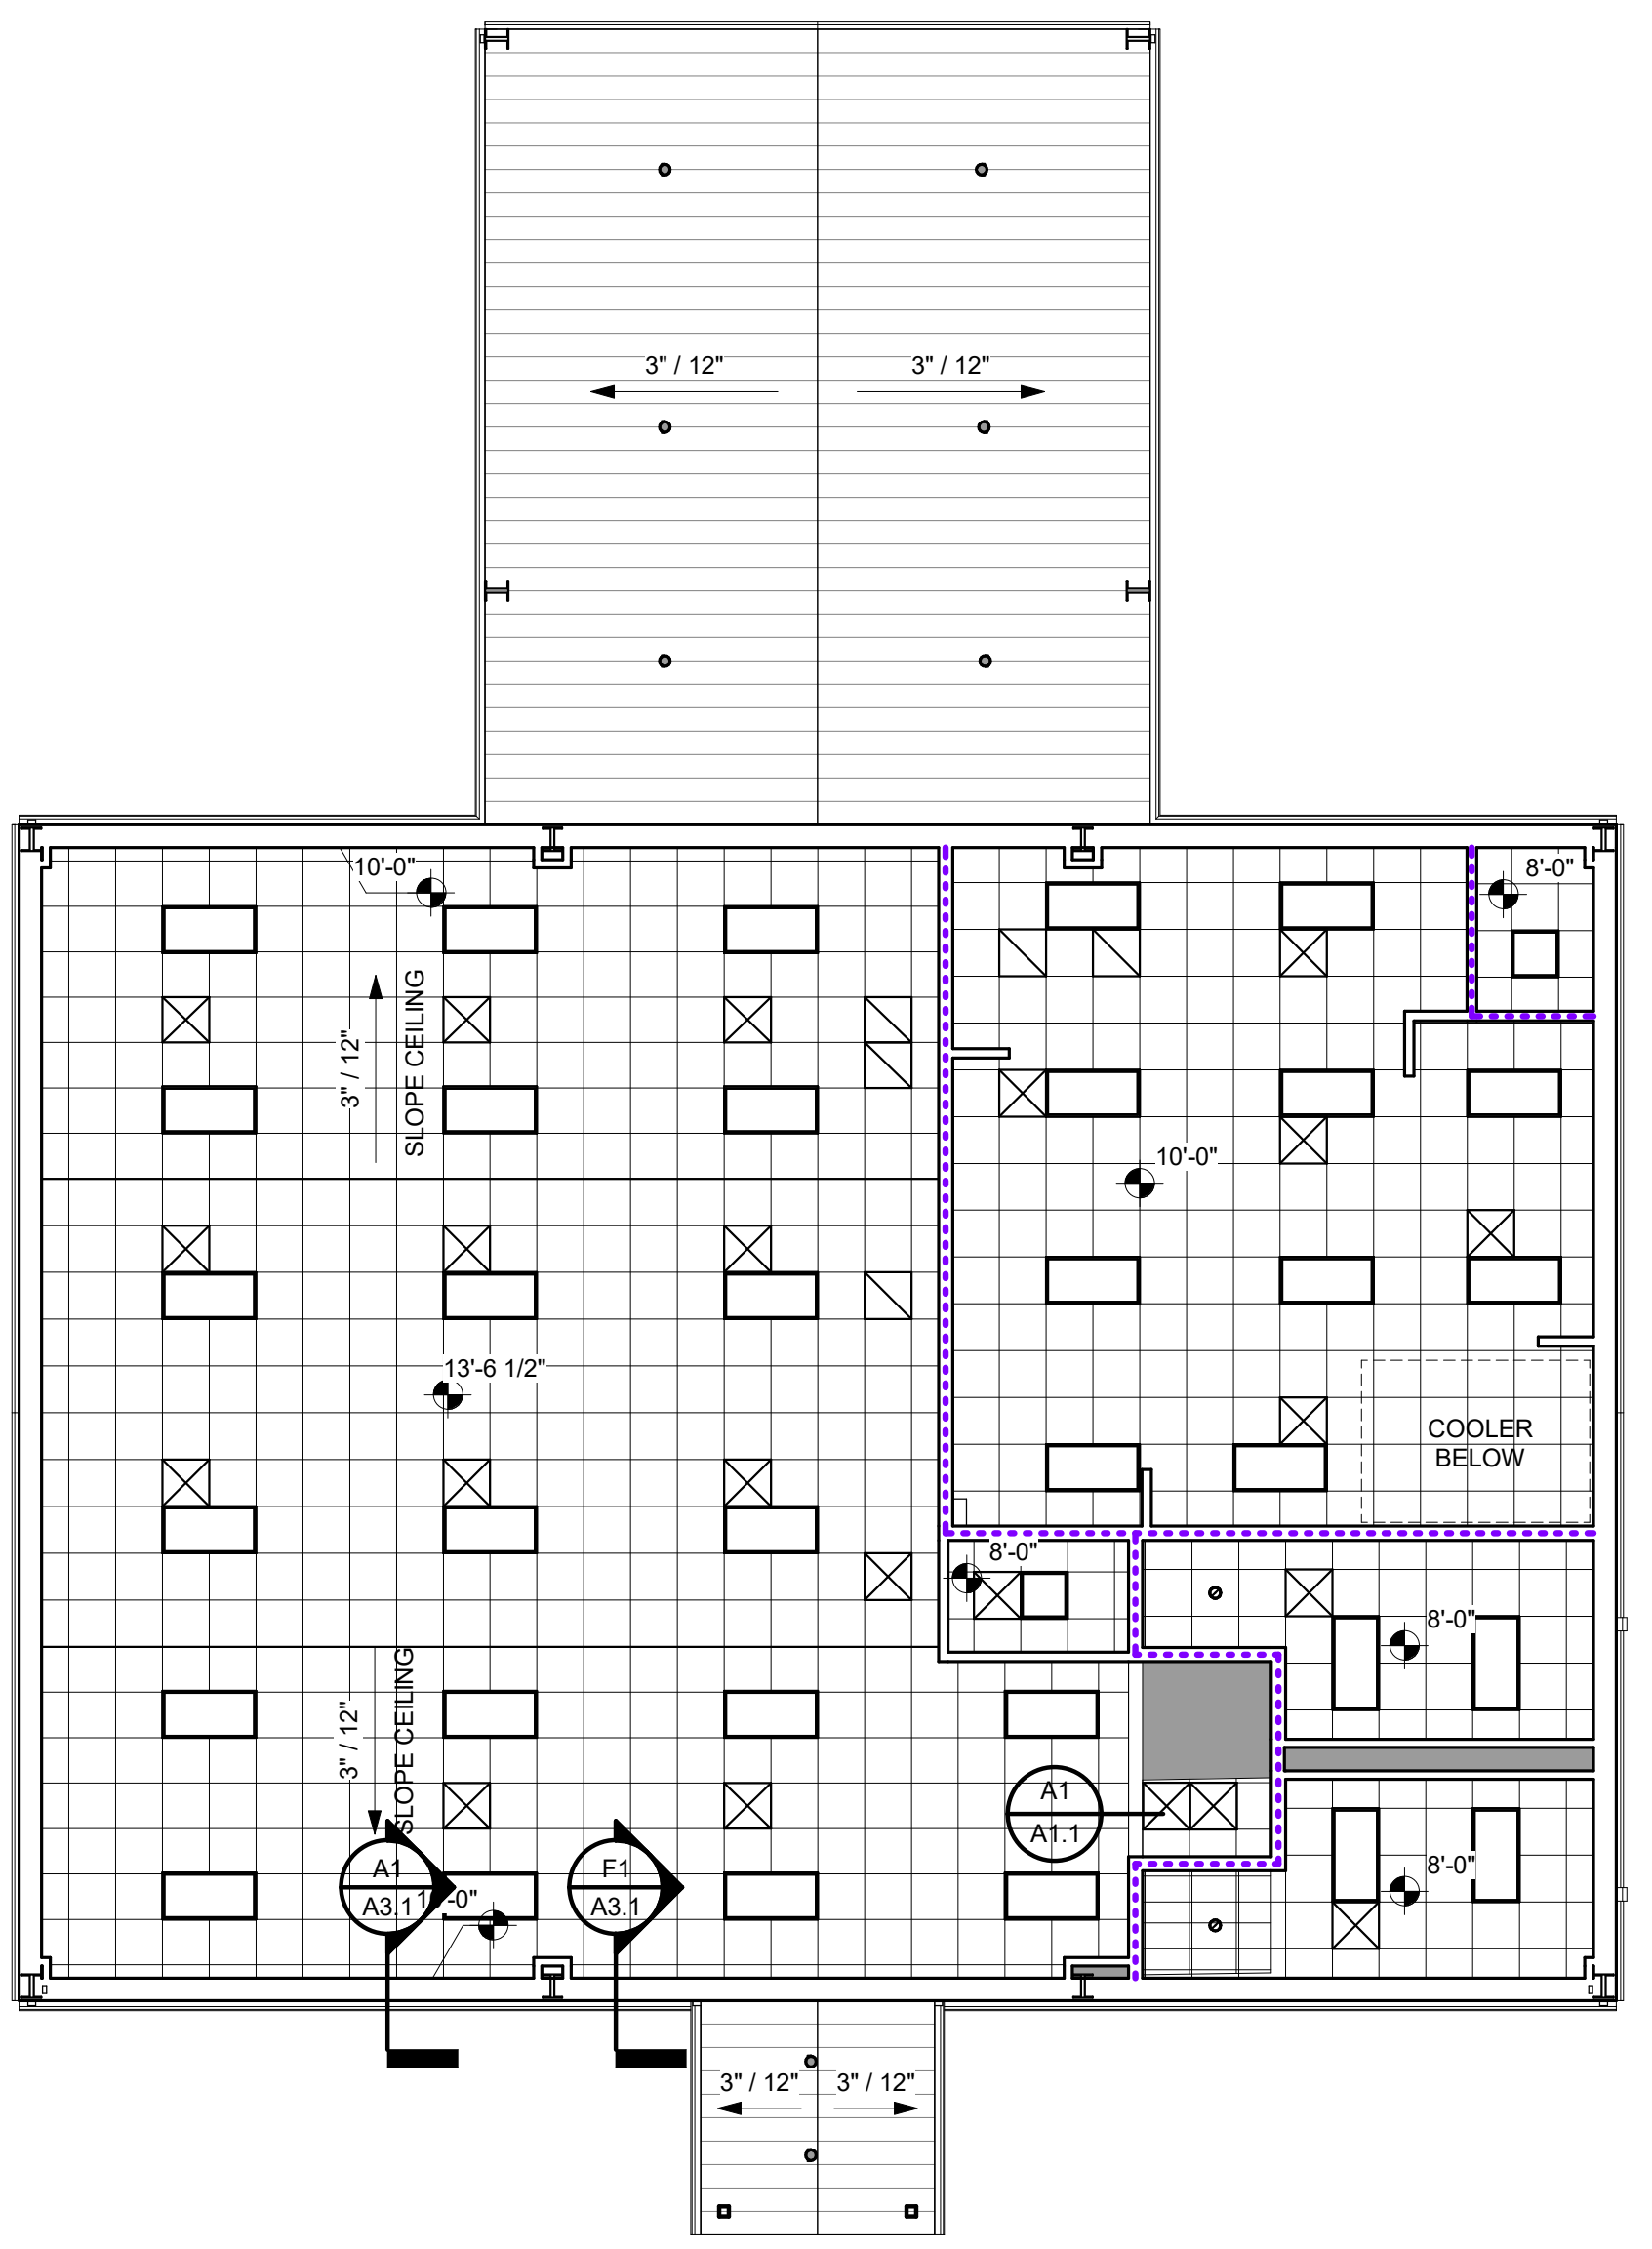 3" / 12"
3" / 12"
10'-0"
8'-0"
3" / 12"
SLOPE CEILING
10'-0"
13'-6 1/2"
COOLER
BELOW
8'-0"
8'-0"
3" / 12"
SLOPE CEILING
A1
A1.1
A1
A3.1
F1
A3.1
8'-0"
3" / 12"
3" / 12"